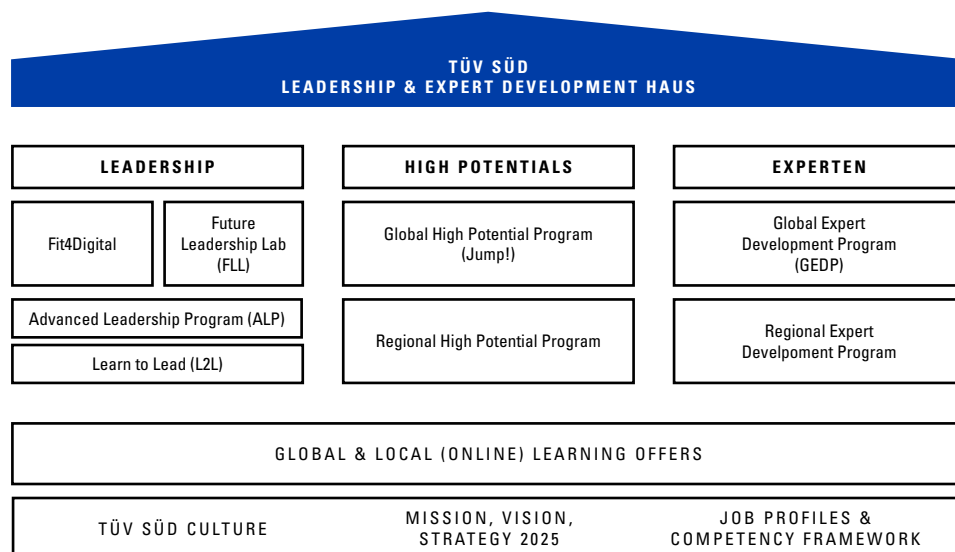 TÜV SÜD
LEADERSHIP & EXPERT DEVELOPMENT HAUS
LEADERSHIP
Fit4Digital
Future
Leadership Lab
(FLL)
Advanced Leadership Program (ALP)
Learn to Lead (L2L)
HIGH POTENTIALS
Global High Potential Program
(Jump!)
Regional High Potential Program
EXPERTEN
Global Expert
Development Program
(GEDP)
Regional Expert
Develpoment Program
GLOBAL & LOCAL (ONLINE) LEARNING OFFERS
TÜV SÜD CULTURE
MISSION, VISION,
STRATEGY 2025
JOB PROFILES &
COMPETENCY FRAMEWORK